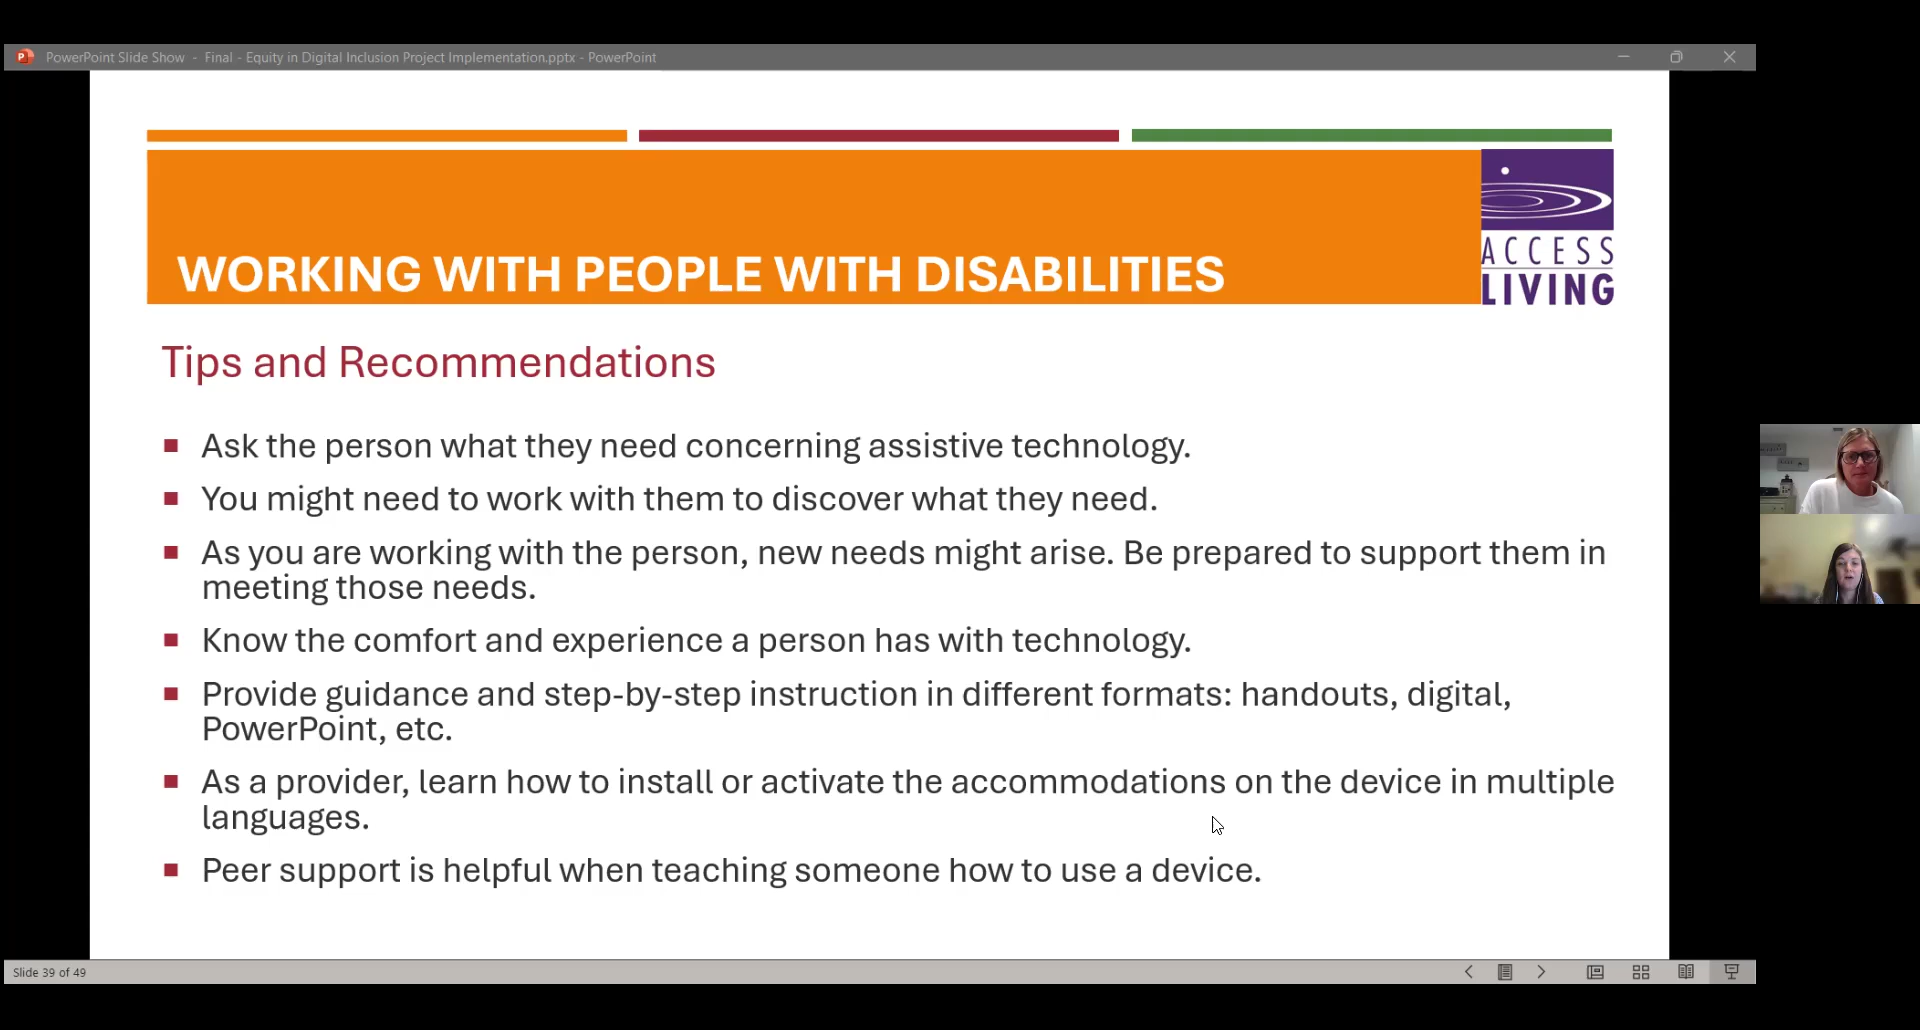 PowerPoint Slide Show - Final - Equity in Digital Inclusion Project Implementation.pptx - PowerPoint
ACCESS
LIVING
WORKING WITH PEOPLE WITH DISABILITIES
Tips and Recommendations
Ask the person what they need concerning assistive technology.
You might need to work with them to discover what they need.
As you are working with the person, new needs might arise. Be prepared to support them in
meeting those needs.
Know the comfort and experience a person has with technology.
Provide guidance and step-by-step instruction in different formats: handouts, digital,
PowerPoint, etc.
As a provider, learn how to install or activate the accommodations on the device in multiple
languages.
Peer support is helpful when teaching someone how to use a device.
Slide 39 of 49